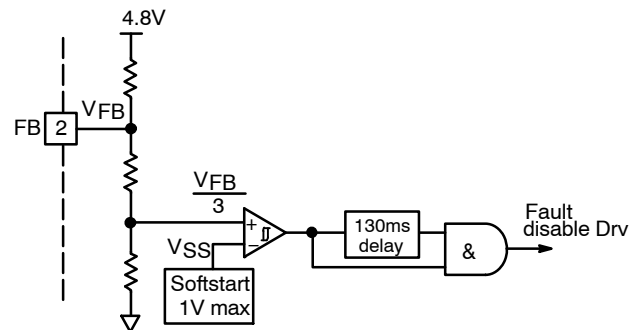 4.8V
VFB
FB 2
VFB
3
+
−
VSS
Softstart
1V max
130ms
delay
&
Fault
disable Drv